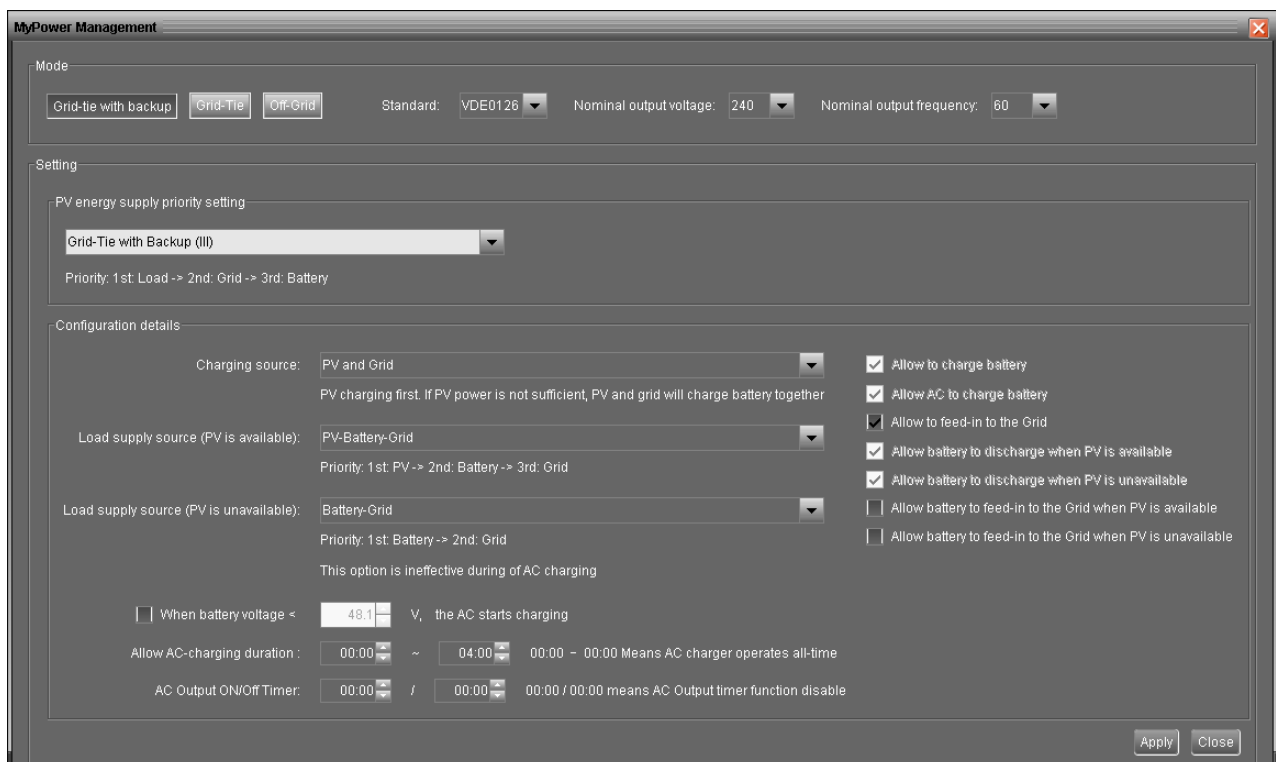 MyPower Management
Mode
Grid-tie with backup Grid-Tie Off-Grid Standard: VDE0126 Nominal output voltage: 240 Nominal output frequency: 60
Setting
PV energy supply priority setting
Grid-Tie with Backup (III)
Priority: 1st: Load -> 2nd: Grid -> 3rd: Battery
Configuration details
Charging source: PV and Grid
PV charging first. If PV power is not sufficient, PV and grid will charge battery together
Load supply source (PV is available): PV-Battery-Grid
Priority: 1st: PV -> 2nd: Battery -> 3rd: Grid
Load supply source (PV is unavailable): Battery-Grid
Priority: 1st: Battery -> 2nd: Grid
This option is ineffective during of AC charging
Allow to charge battery
Allow AC to charge battery
Allow to feed-in to the Grid
Allow battery to discharge when PV is available
Allow battery to discharge when PV is unavailable
Allow battery to feed-in to the Grid when PV is available
Allow battery to feed-in to the Grid when PV is unavailable
When battery voltage < 48.1 V, the AC starts charging
Allow AC-charging duration : 00:00 ~ 04:00 00:00 - 00:00 Means AC charger operates all-time
AC Output ON/Off Timer: 00:00 / 00:00 00:00 / 00:00 means AC Output timer function disable
Apply Close